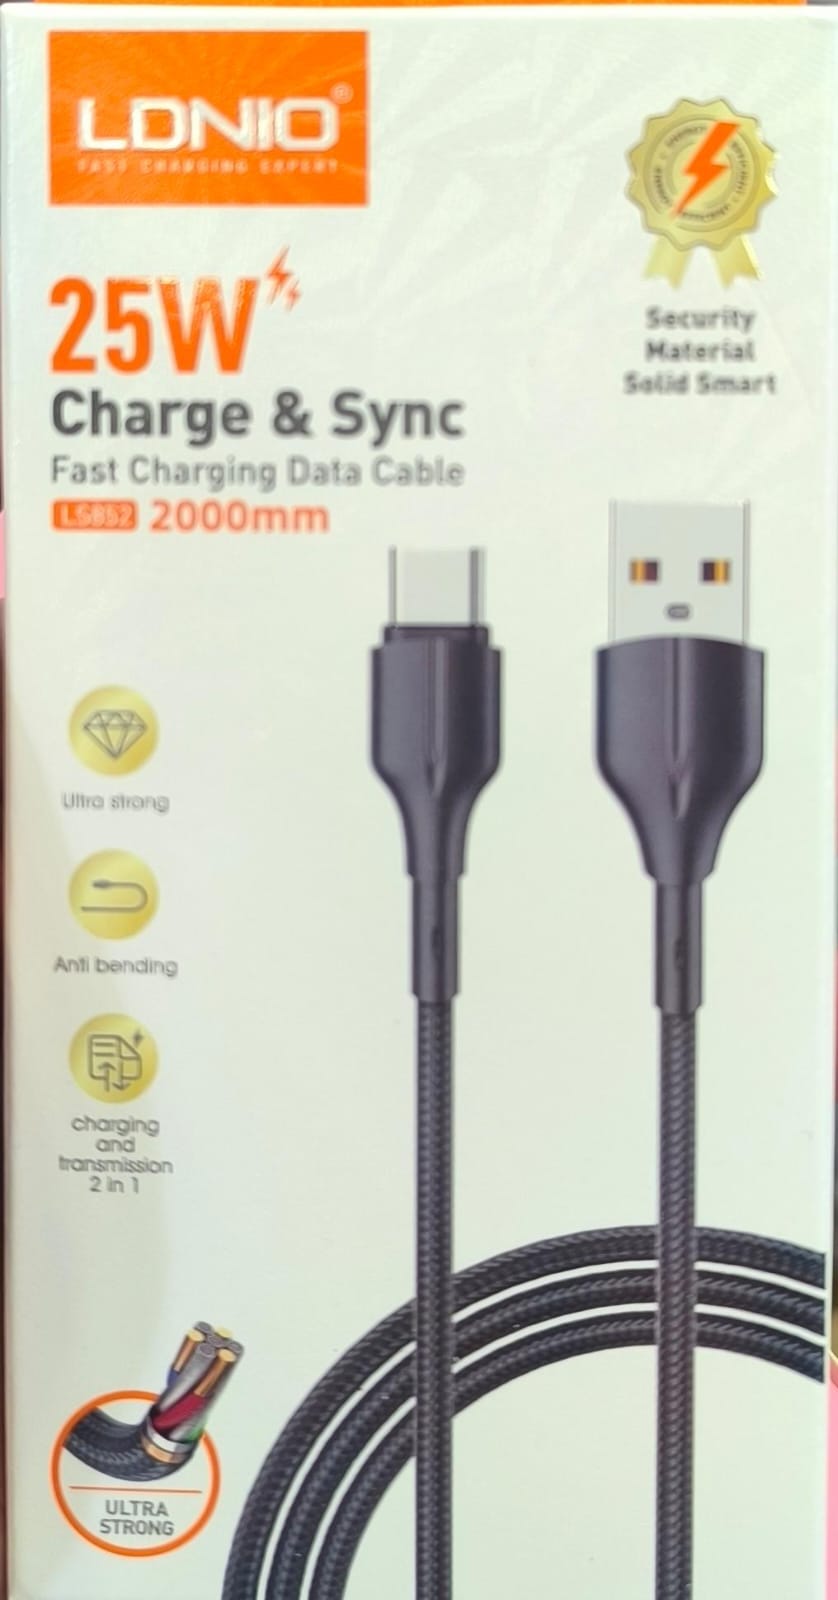 LDNIO®
FAST CHARGING EXPERT
25W
Charge & Sync
Fast Charging Data Cable
LS852 2000mm
Security
Material
Solid Smart
Ultra strong
Anti bending
charging
and
transmission
2 in 1
ULTRA
STRONG